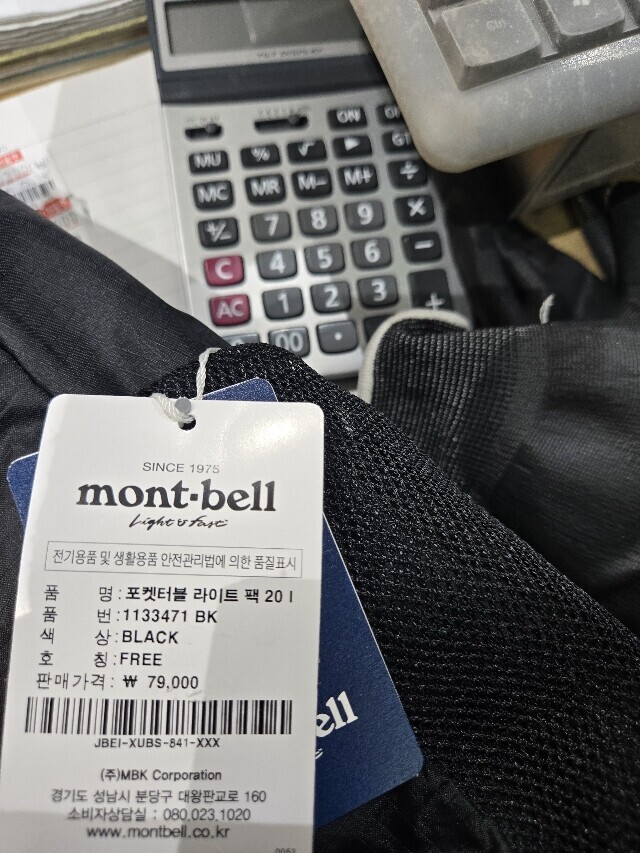 Ctrl
ON
GT
MU
%
√
▶
÷
MC
MR
M−
M+
×
+/−
7
8
9
−
C
4
5
6
+
AC
1
2
3
00
·
SINCE 1975
mont·bell
Light & Fast
전기용품 및 생활용품 안전관리법에 의한 품질표시
품 명 : 포켓터블 라이트 팩 20 l
품 번 : 1133471 BK
색 상 : BLACK
호 칭 : FREE
판매가격 : ₩ 79,000
JBEI-XUBS-841-XXX
(주)MBK Corporation
경기도 성남시 분당구 대왕판교로 160
소비자상담실 : 080.023.1020
www.montbell.co.kr
ell